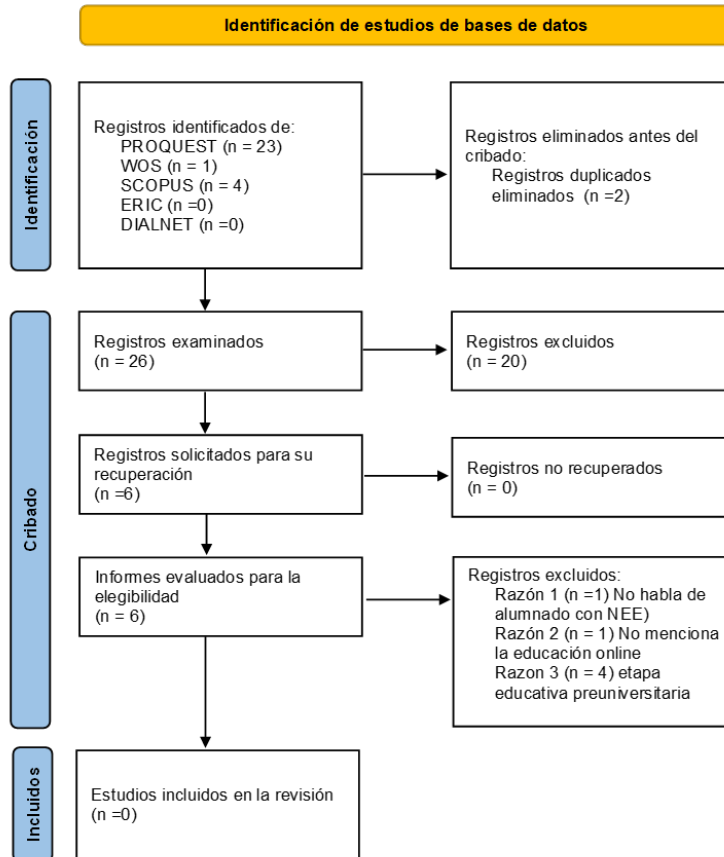 Identificación de estudios de bases de datos
Identificación
Registros identificados de:
PROQUEST (n = 23)
WOS (n = 1)
SCOPUS (n = 4)
ERIC (n =0)
DIALNET (n =0)
Registros eliminados antes del
cribado:
Registros duplicados
eliminados (n =2)
Cribado
Registros examinados
(n = 26)
Registros excluidos
(n = 20)
Registros solicitados para su
recuperación
(n =6)
Registros no recuperados
(n = 0)
Informes evaluados para la
elegibilidad
(n = 6)
Registros excluidos:
Razón 1 (n =1) No habla de
alumnado con NEE)
Razón 2 (n = 1) No menciona
la educación online
Razon 3 (n = 4) etapa
educativa preuniversitaria
Incluidos
Estudios incluidos en la revisión
(n =0)